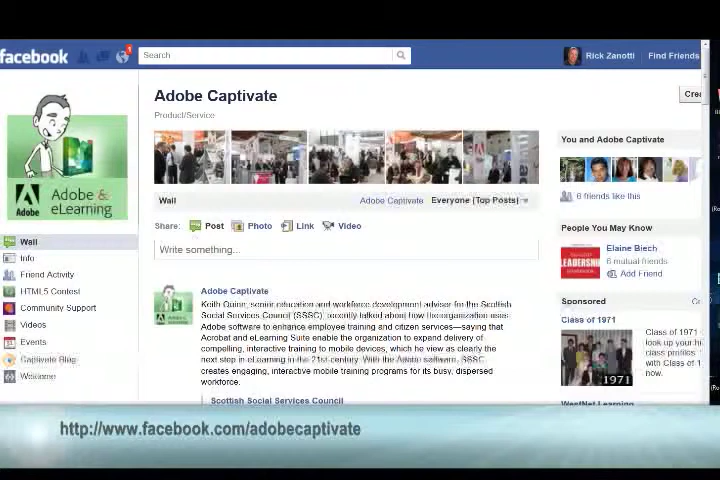 facebook
1
Search
Rick Zanotti
Find Friends
Adobe Captivate
Product/Service
Adobe &
eLearning
Adobe
You and Adobe Captivate
6 friends like this
Wall
Adobe Captivate
Everyone (Top Posts)
Share:
Post
Photo
Link
Video
Write something...
People You May Know
Elaine Biech
6 mutual friends
Add Friend
LEADERSHIP
Wall
Info
Friend Activity
HTML5 Contest
Community Support
Videos
Events
Captivate Blog
Welcome
Adobe Captivate
Keith Quinn, senior education and workforce development adviser for the Scottish
Social Services Council (SSSC), recently talked about how the organization uses
Adobe software to enhance employee training and citizen services—saying that
Acrobat and eLearning Suite enable the organization to expand delivery of
compelling, interactive training to mobile devices, which he view as clearly the
next step in eLearning in the 21st century. With the Adobe software, SSSC
creates engaging, interactive mobile training programs for its busy, dispersed
workforce.
Scottish Social Services Council
Sponsored
Class of 1971
Class of 1971
look up your hi
class profiles
with Class of 1
now.
1971
WestNet Learning
http://www.facebook.com/adobecaptivate